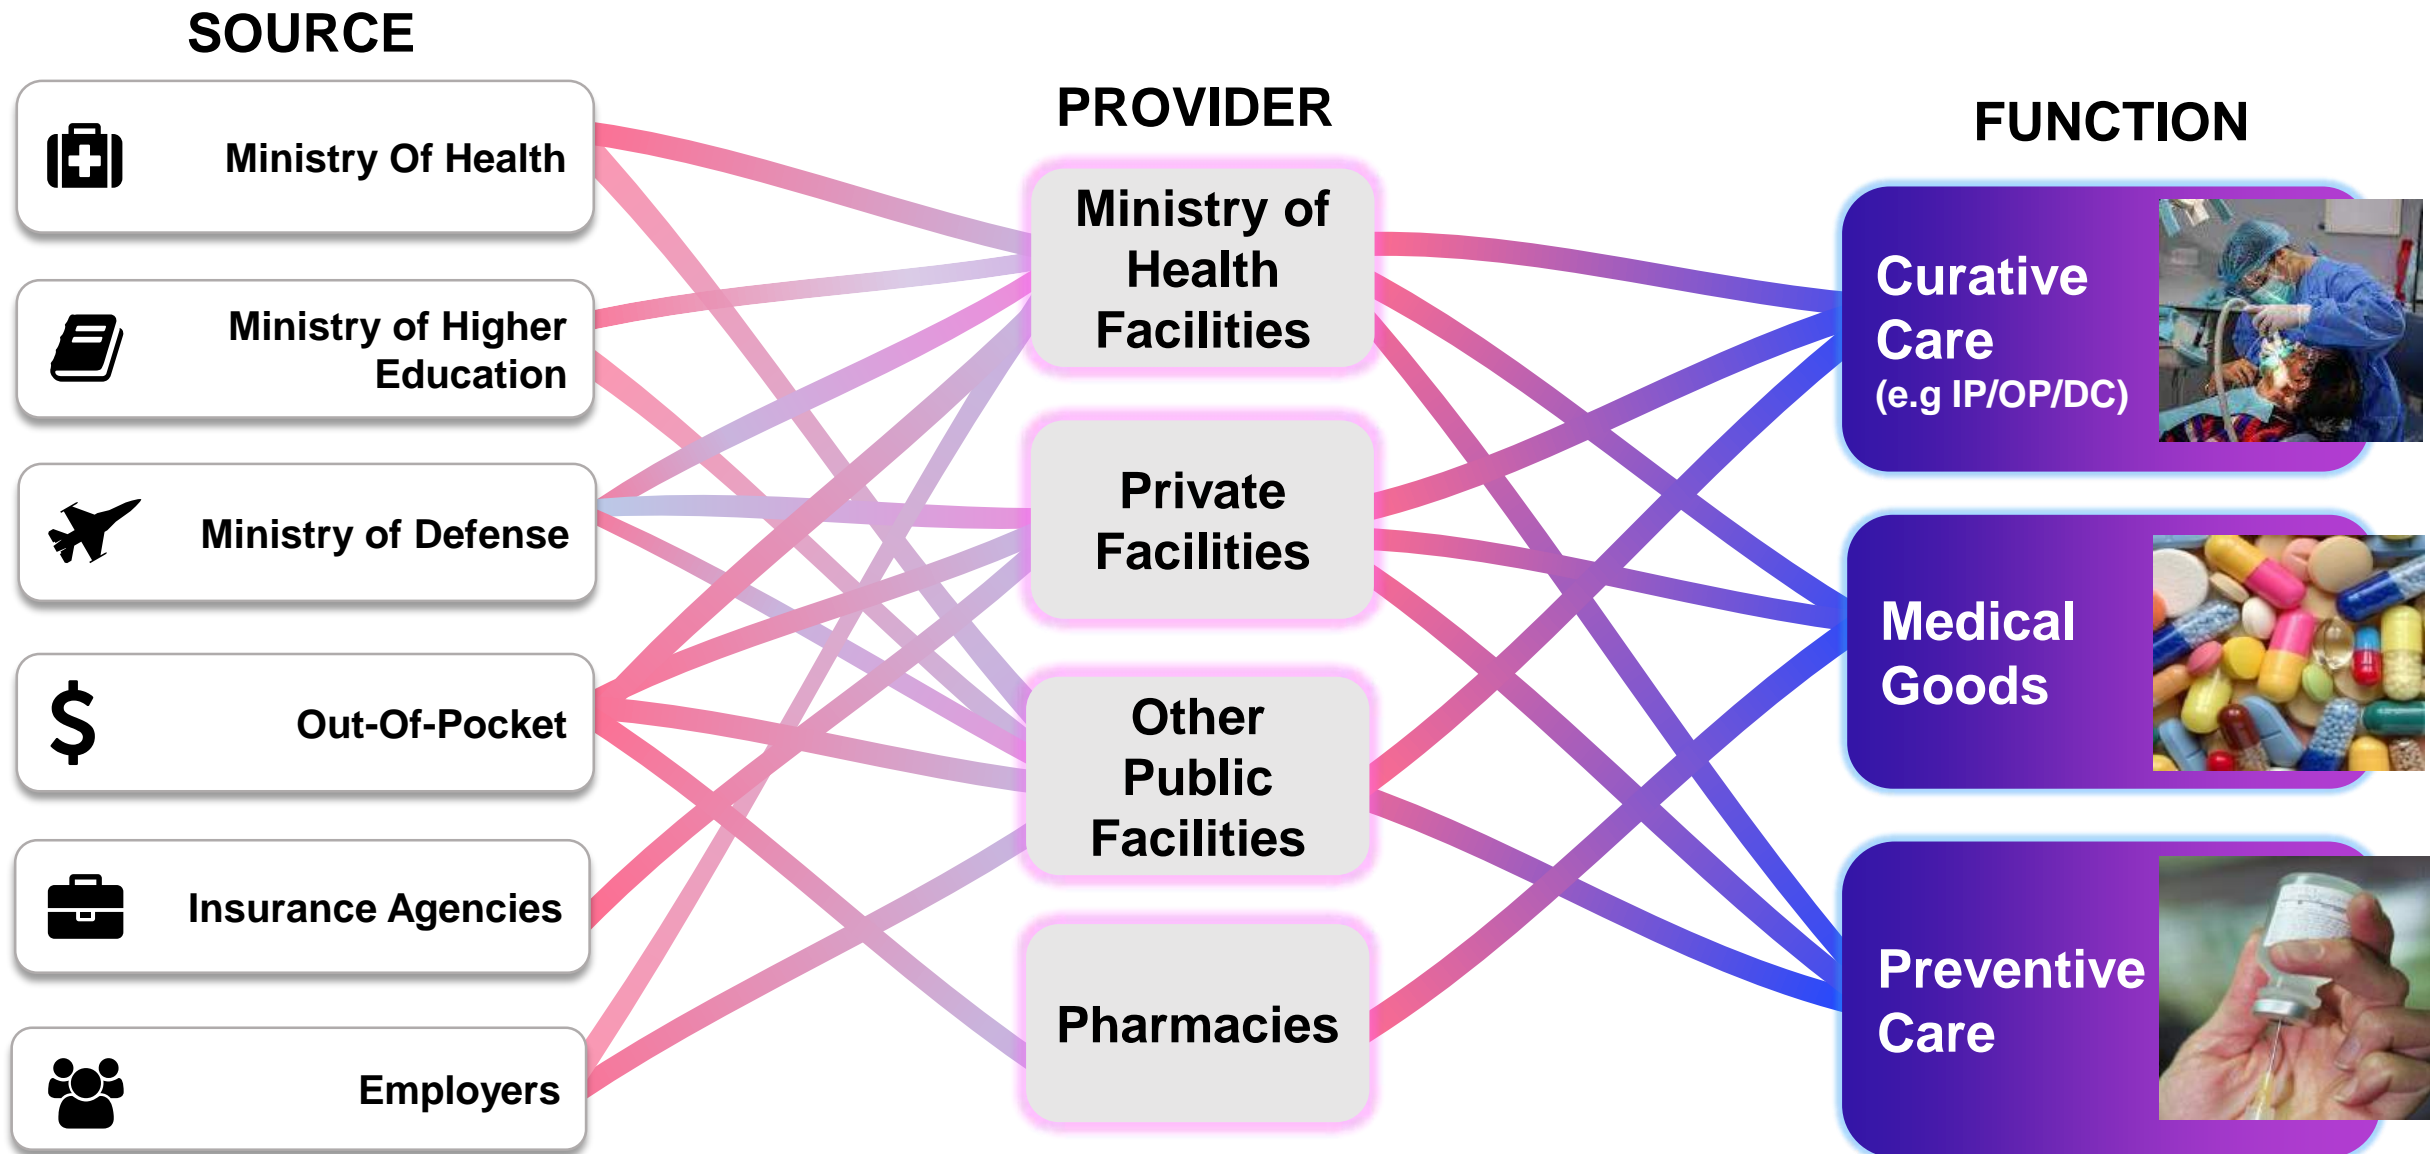 SOURCE
Ministry Of Health
Ministry of Higher
Education
Ministry of Defense
Out-Of-Pocket
Insurance Agencies
Employers
PROVIDER
Ministry of
Health
Facilities
Private
Facilities
Other
Public
Facilities
Pharmacies
FUNCTION
Curative
Care
(e.g IP/OP/DC)
Medical
Goods
Preventive
Care